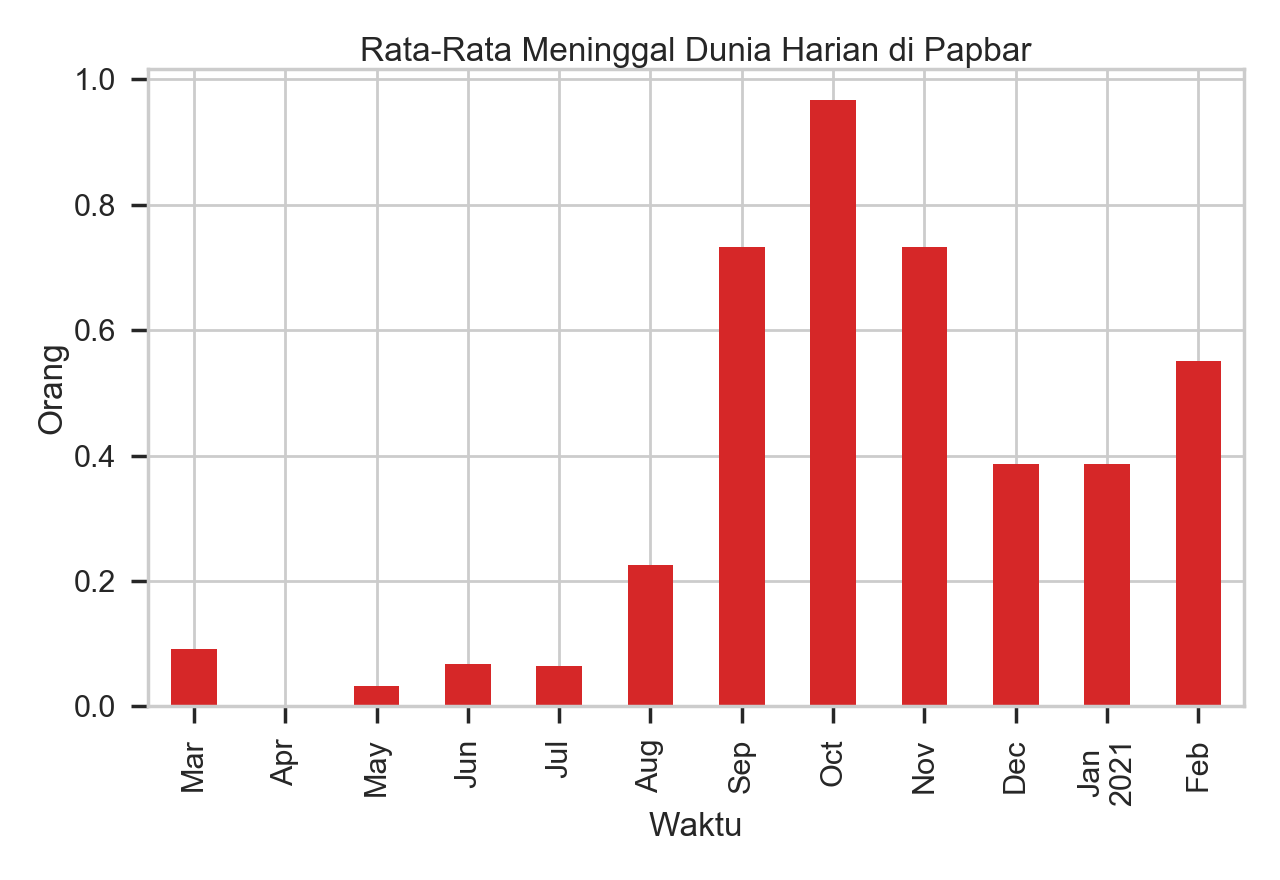 Rata-Rata Meninggal Dunia Harian di Papbar
1.0
0.8
0.6
0.4
0.2
0.0
Orang
Mar
Apr
May
Jun
Jul
Aug
Sep
Oct
Nov
Dec
Jan
2021
Feb
Waktu